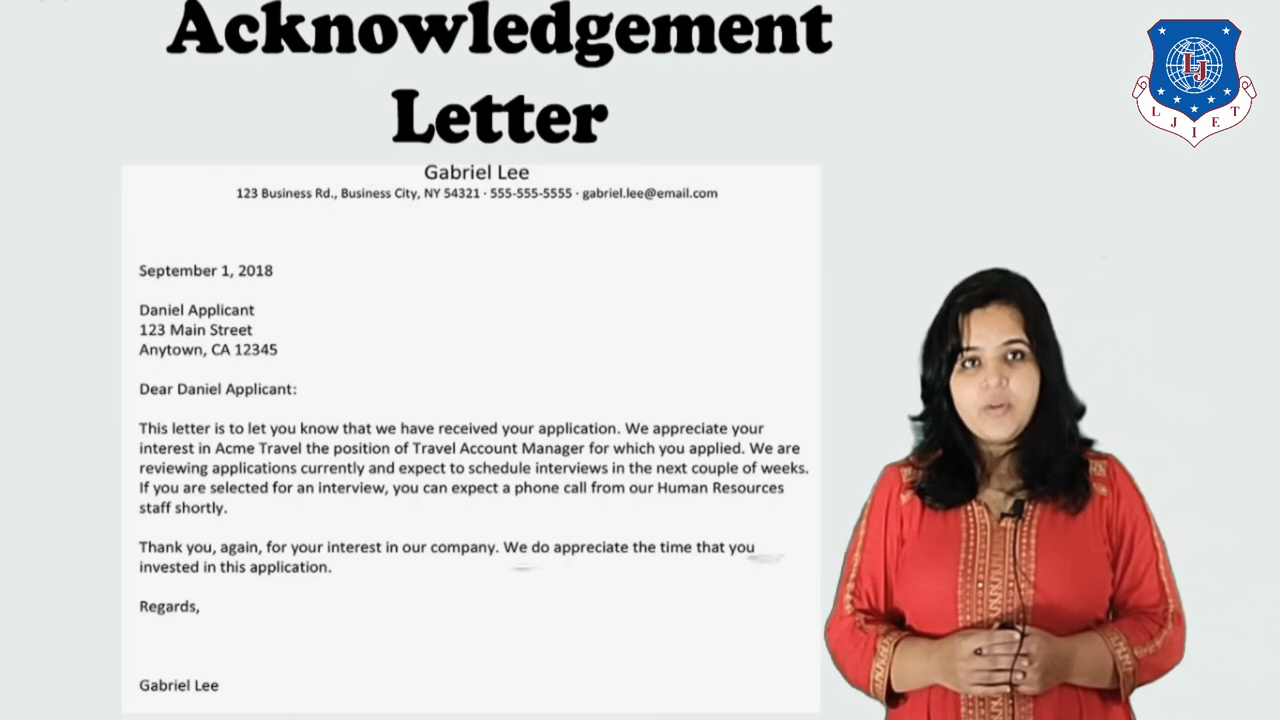 Acknowledgement
Letter
LJ
L J I E T
Gabriel Lee
123 Business Rd., Business City, NY 54321 · 555-555-5555 · gabriel.lee@email.com
September 1, 2018
Daniel Applicant
123 Main Street
Anytown, CA 12345
Dear Daniel Applicant:
This letter is to let you know that we have received your application. We appreciate your
interest in Acme Travel the position of Travel Account Manager for which you applied. We are
reviewing applications currently and expect to schedule interviews in the next couple of weeks.
If you are selected for an interview, you can expect a phone call from our Human Resources
staff shortly.
Thank you, again, for your interest in our company. We do appreciate the time that you
invested in this application.
Regards,
Gabriel Lee